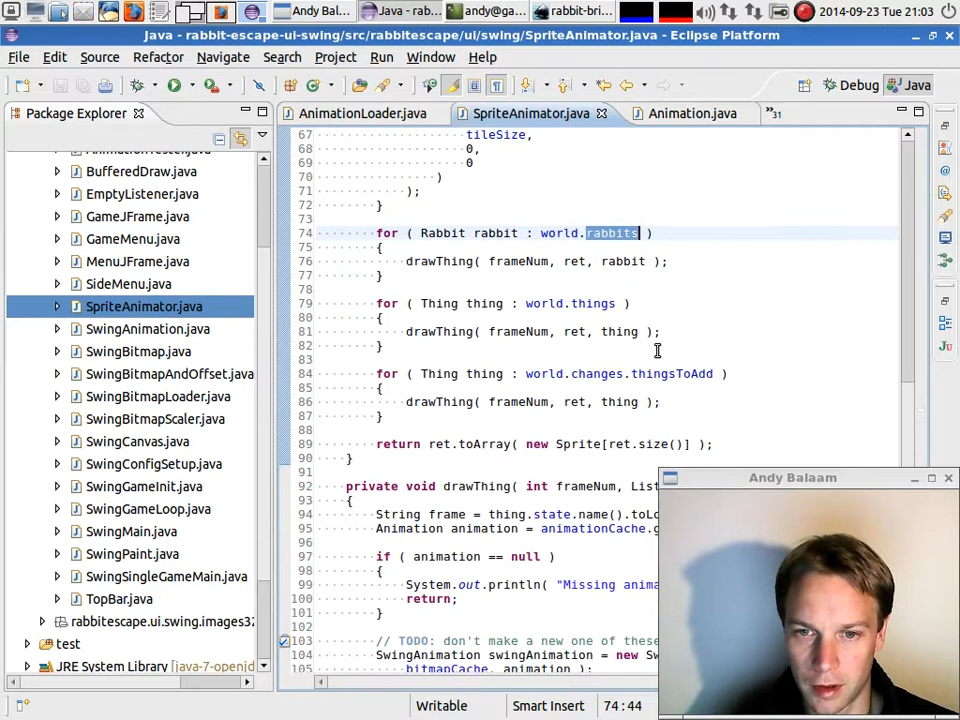 Andy Bal...
Java - rab...
andy@ga...
rabbit-bri...
2014-09-23 Tue 21:03
Java - rabbit-escape-ui-swing/src/rabbitescape/ui/swing/SpriteAnimator.java - Eclipse Platform
File Edit Source Refactor Navigate Search Project Run Window Help
Debug Java
Package Explorer
AnimationLoader.java SpriteAnimator.java Animation.java 31
BufferedDraw.java
EmptyListener.java
GameJFrame.java
GameMenu.java
MenuJFrame.java
SideMenu.java
SpriteAnimator.java
SwingAnimation.java
SwingBitmap.java
SwingBitmapAndOffset.java
SwingBitmapLoader.java
SwingBitmapScaler.java
SwingCanvas.java
SwingConfigSetup.java
SwingGameInit.java
SwingGameLoop.java
SwingMain.java
SwingPaint.java
SwingSingleGameMain.java
TopBar.java
rabbitescape.ui.swing.images32
test
JRE System Library [java-7-openjd
67 tileSize,
68 0,
69 0
70 )
71 );
72 }
73
74 for ( Rabbit rabbit : world.rabbits )
75 {
76 drawThing( frameNum, ret, rabbit );
77 }
78
79 for ( Thing thing : world.things )
80 {
81 drawThing( frameNum, ret, thing );
82 }
83
84 for ( Thing thing : world.changes.thingsToAdd )
85 {
86 drawThing( frameNum, ret, thing );
87 }
88
89 return ret.toArray( new Sprite[ret.size()] );
90 }
91
92 private void drawThing( int frameNum, List
93 {
94 String frame = thing.state.name().toLo
95 Animation animation = animationCache.g
96
97 if ( animation == null )
98 {
99 System.out.println( "Missing anima
100 return;
101 }
102
103 // TODO: don't make a new one of these
104 SwingAnimation swingAnimation = new Sw
105 bitmapCache, animation );
Andy Balaam
Writable Smart Insert 74:44